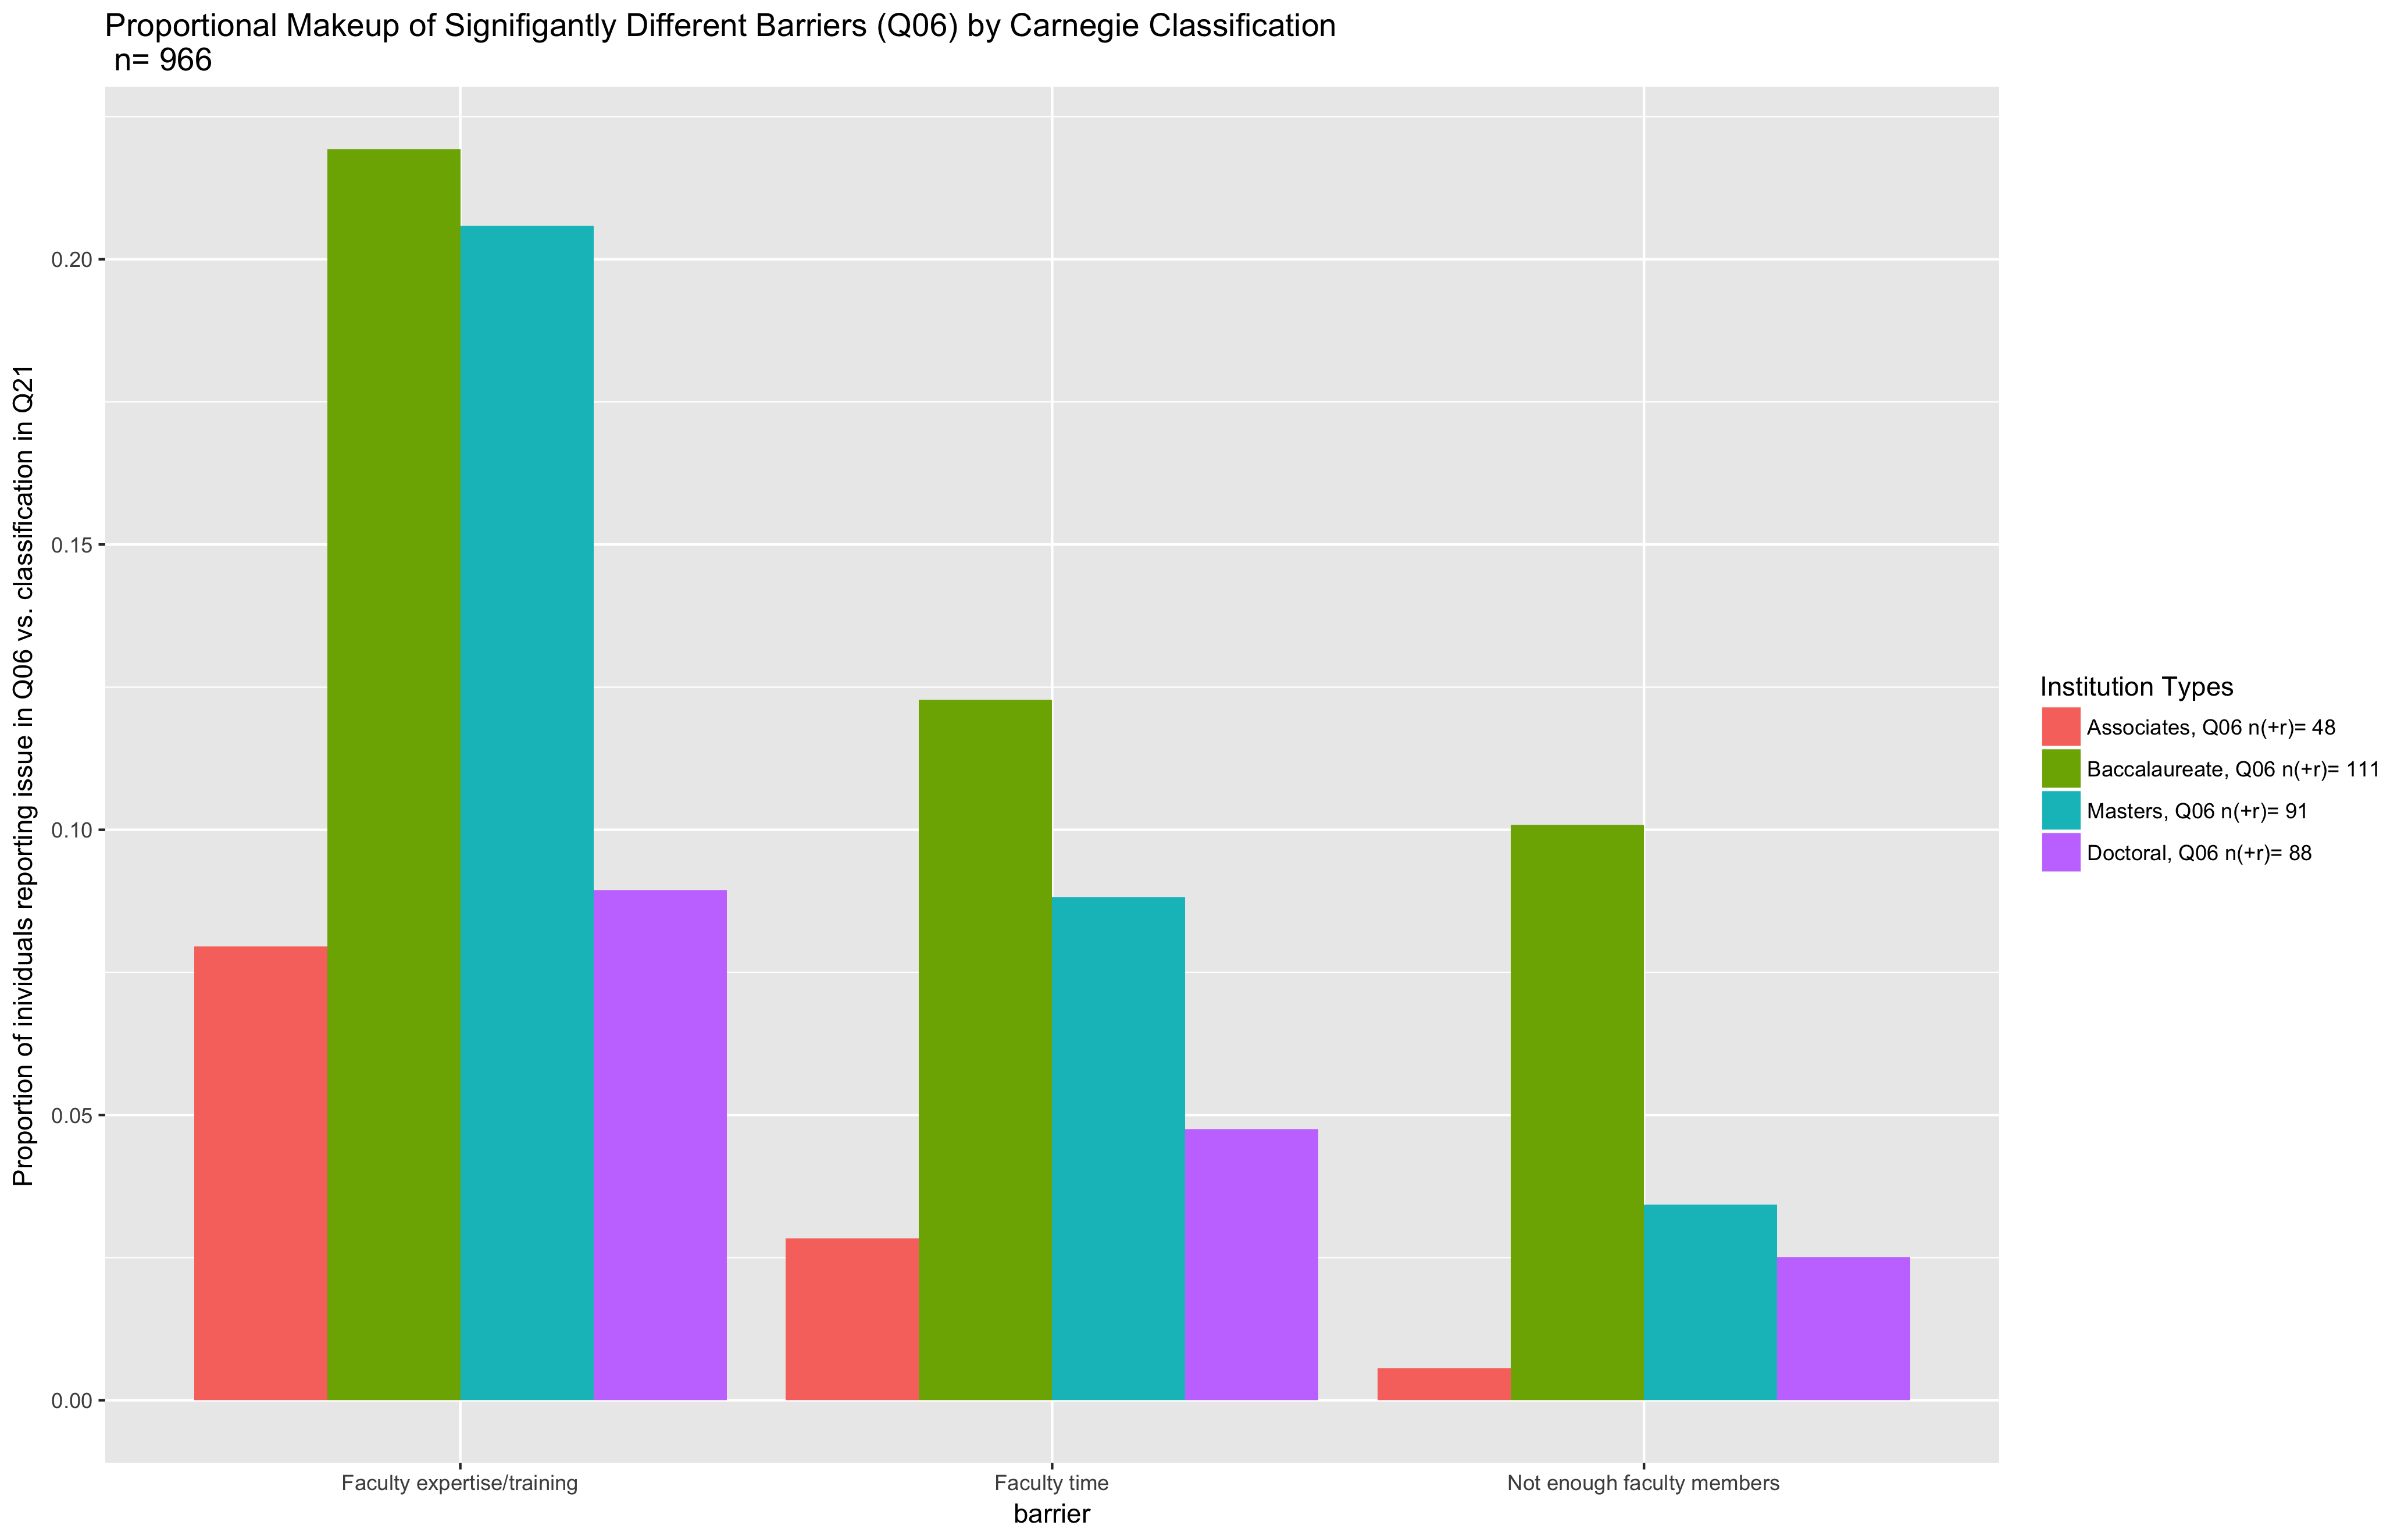 Proportional Makeup of Signifigantly Different Barriers (Q06) by Carnegie Classification
n= 966
Proportion of inividuals reporting issue in Q06 vs. classification in Q21
0.20
0.15
0.10
0.05
0.00
Faculty expertise/training
Faculty time
Not enough faculty members
barrier
Institution Types
Associates, Q06 n(+r)= 48
Baccalaureate, Q06 n(+r)= 111
Masters, Q06 n(+r)= 91
Doctoral, Q06 n(+r)= 88